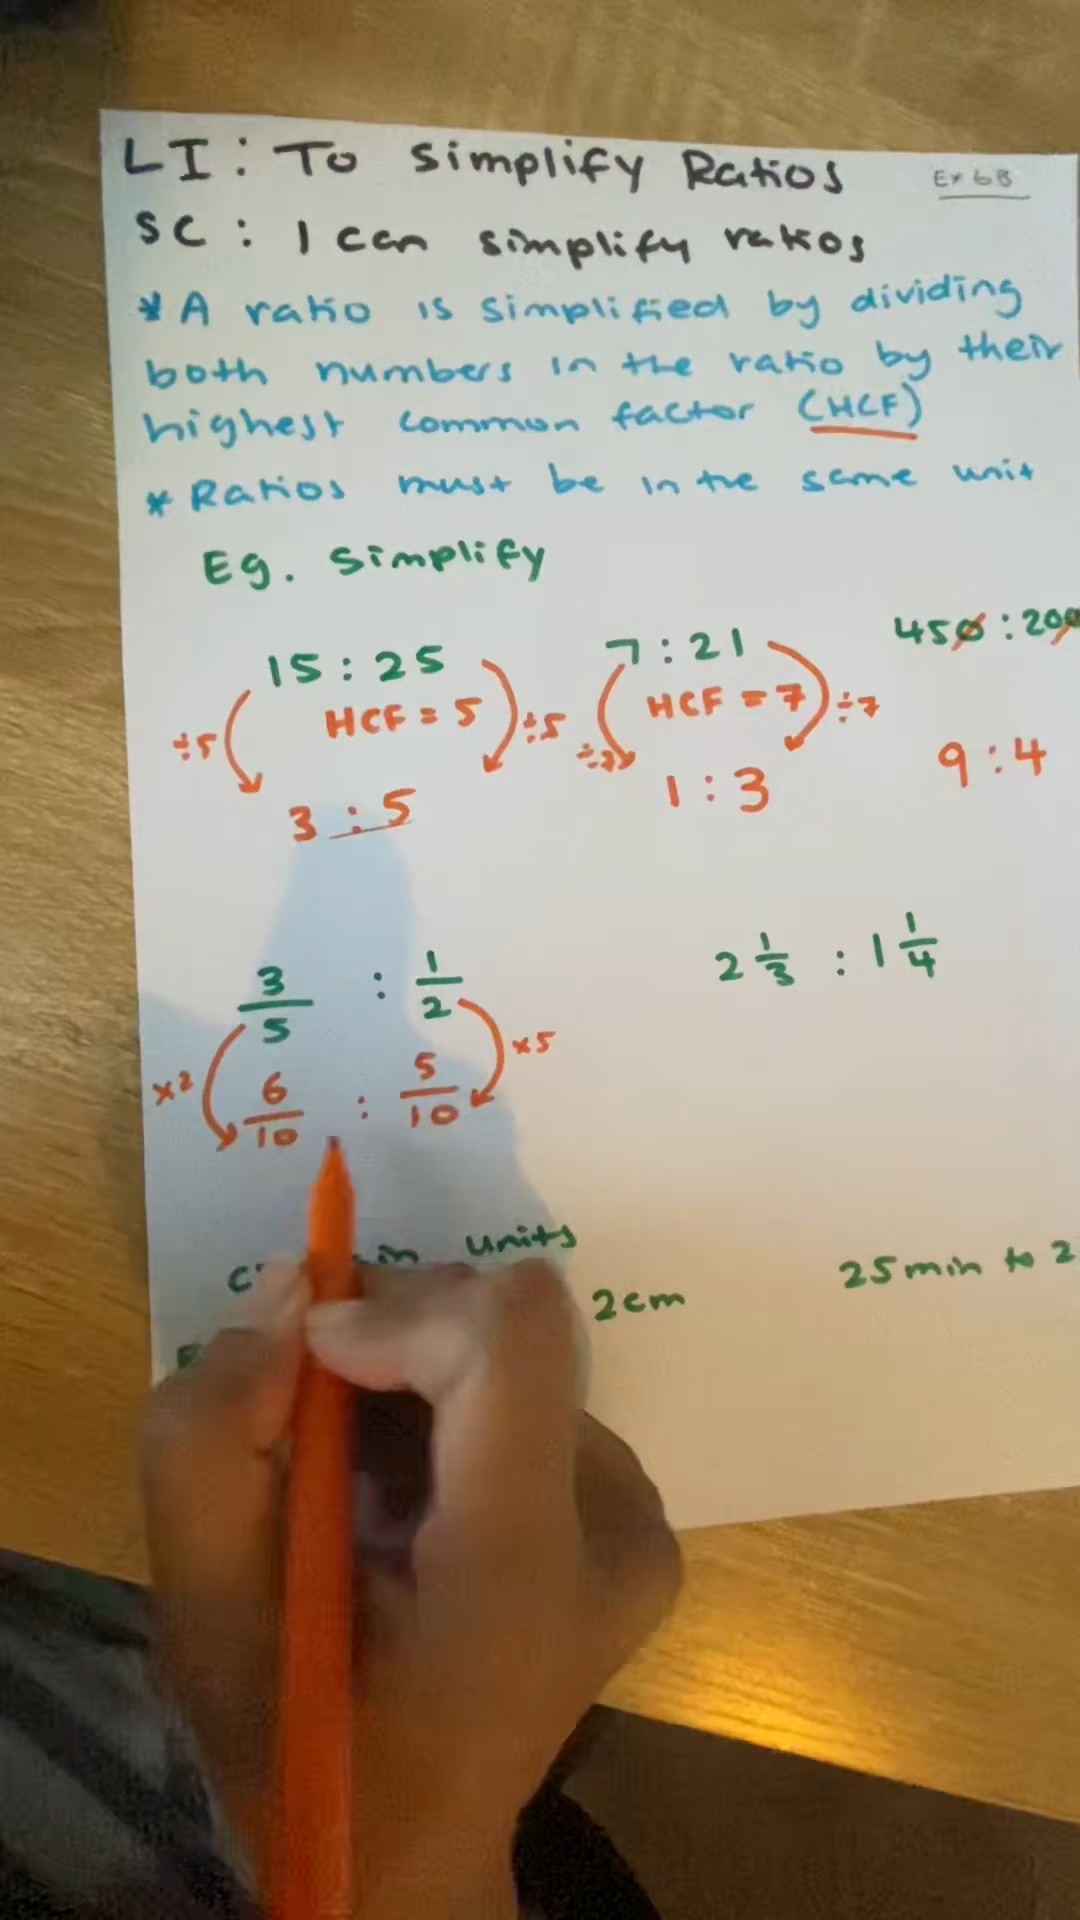 LI: To Simplify Ratios
Ex 6B
SC: I can simplify ratios
* A ratio is simplified by dividing
both numbers in the ratio by their
highest common factor (HCF)
* Ratios must be in the same unit
Eg. Simplify
15 : 25
7 : 21
450 : 200
HCF = 5
÷5
÷5
HCF = 7
÷7
÷7
3 : 5
1 : 3
9 : 4
3/5 : 1/2
2 1/3 : 1 1/4
×2
×5
6/10 : 5/10
units
2cm
25min to 2